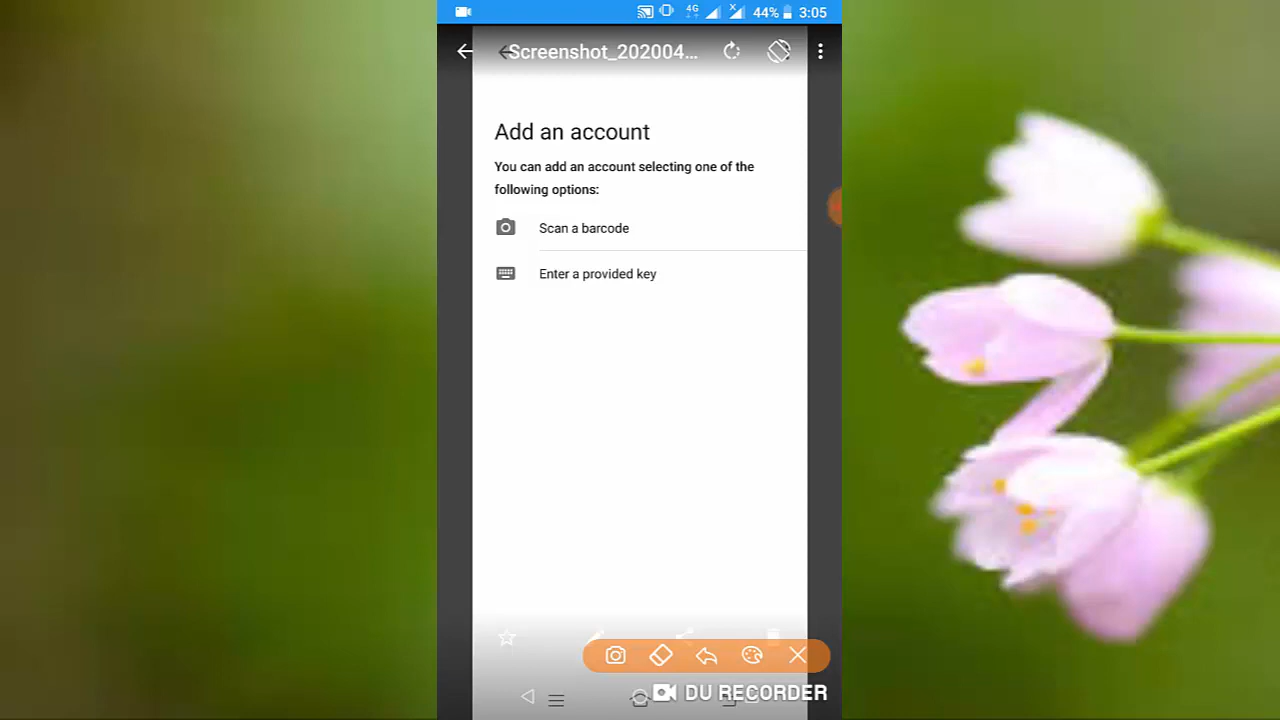 4G X 44% 3:05
Screenshot_202004...
Add an account
You can add an account selecting one of the
following options:
Scan a barcode
Enter a provided key
DU RECORDER